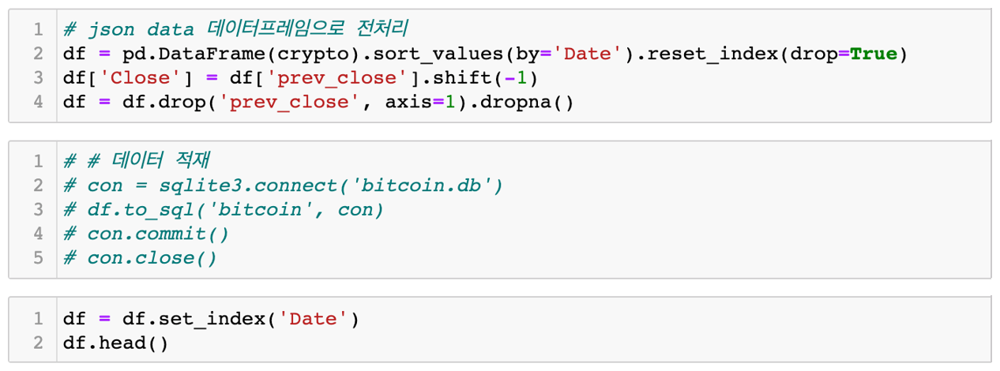 1 # json data 데이터프레임으로 전처리
2 df = pd.DataFrame(crypto).sort_values(by='Date').reset_index(drop=True)
3 df['Close'] = df['prev_close'].shift(-1)
4 df = df.drop('prev_close', axis=1).dropna()
1 # # 데이터 적재
2 # con = sqlite3.connect('bitcoin.db')
3 # df.to_sql('bitcoin', con)
4 # con.commit()
5 # con.close()
1 df = df.set_index('Date')
2 df.head()